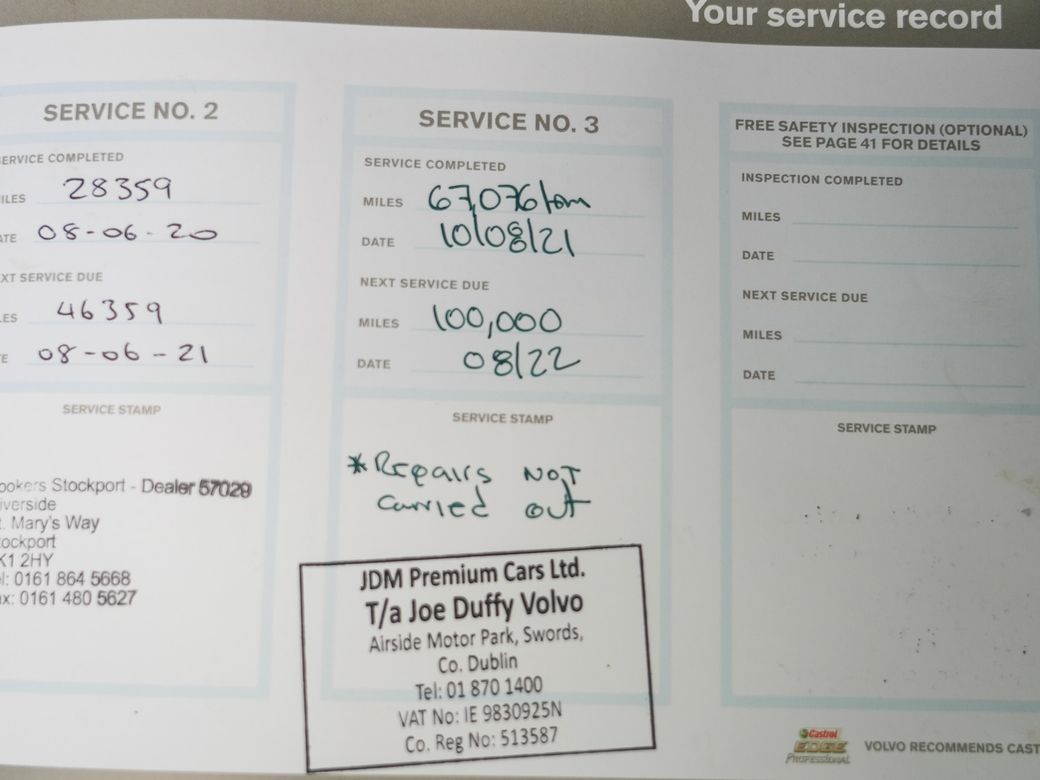 Your service record
SERVICE NO. 2
SERVICE COMPLETED
MILES 28359
DATE 08-06-20
NEXT SERVICE DUE
MILES 46359
DATE 08-06-21
SERVICE STAMP
ookers Stockport - Dealer 57029
iverside
t. Mary's Way
tockport
K1 2HY
el: 0161 864 5668
ax: 0161 480 5627
SERVICE NO. 3
SERVICE COMPLETED
MILES 67,076km
DATE 10/08/21
NEXT SERVICE DUE
MILES 100,000
DATE 08/22
SERVICE STAMP
*Repairs NOT
carried out
JDM Premium Cars Ltd.
T/a Joe Duffy Volvo
Airside Motor Park, Swords,
Co. Dublin
Tel: 01 870 1400
VAT No: IE 9830925N
Co. Reg No: 513587
FREE SAFETY INSPECTION (OPTIONAL)
SEE PAGE 41 FOR DETAILS
INSPECTION COMPLETED
MILES
DATE
NEXT SERVICE DUE
MILES
DATE
SERVICE STAMP
Castrol
EDGE
PROFESSIONAL
VOLVO RECOMMENDS CAST